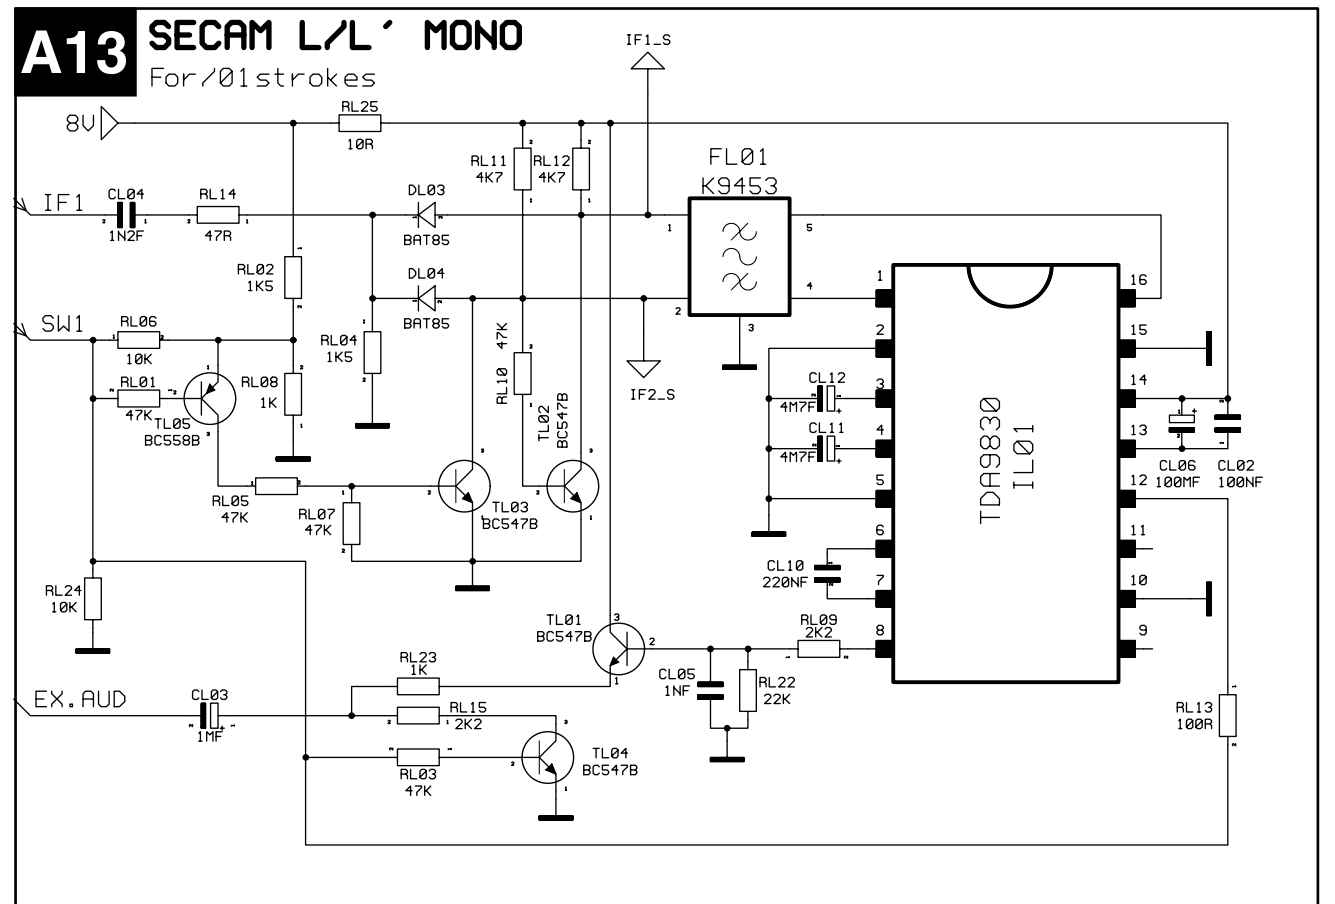 A13 SECAM L/L´ MONO
For/01strokes
IF1_S
8V
RL25
10R
RL11
4K7
RL12
4K7
FL01
K9453
IF1
CL04
1N2F
RL14
47R
DL03
BAT85
1
5
RL02
1K5
DL04
BAT85
2
4
3
SW1
RL06
10K
RL04
1K5
RL10 47K
IF2_S
RL01
47K
TL05
BC558B
RL08
1K
TL02
BC547B
RL05
47K
RL07
47K
TL03
BC547B
CL12
4M7F
CL11
4M7F
TDA9830
IL01
1
2
3
4
5
6
7
8
16
15
14
13
12
11
10
9
CL06
100MF
CL02
100NF
CL10
220NF
RL24
10K
TL01
BC547B
3
2
1
RL09
2K2
CL05
1NF
RL22
22K
RL23
1K
EX.AUD
CL03
1MF
RL15
2K2
RL03
47K
TL04
BC547B
RL13
100R